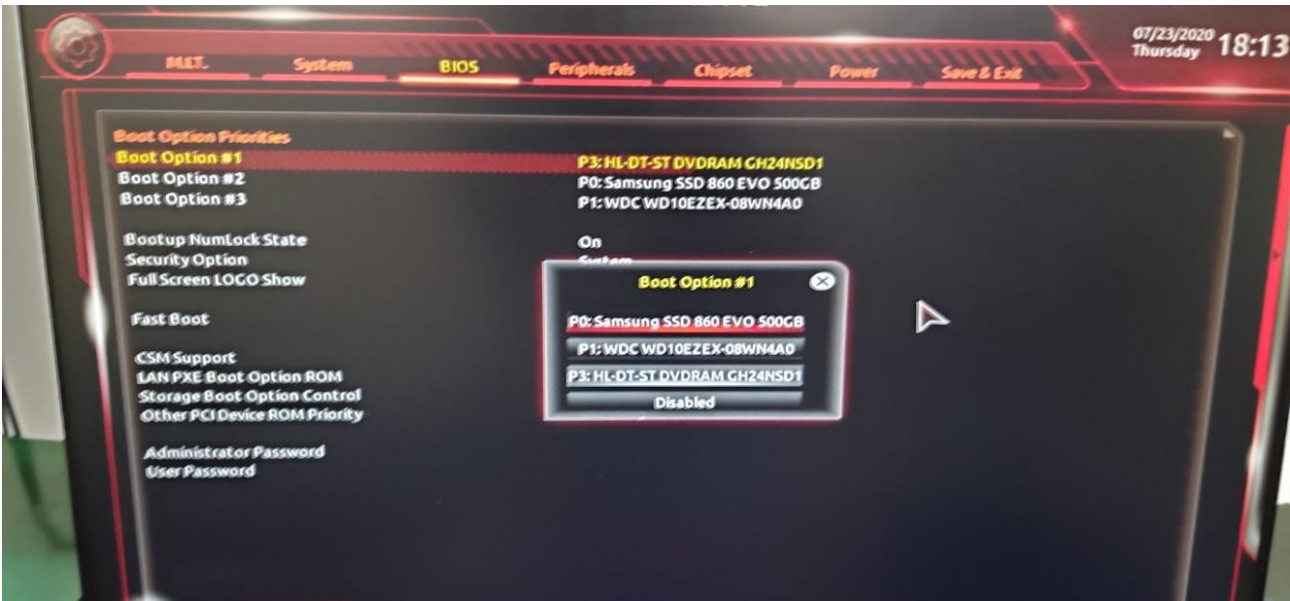 07/23/2020
Thursday
18:13
M.I.T. System BIOS Peripherals Chipset Power Save & Exit
Boot Option Priorities
Boot Option #1 P3: HL-DT-ST DVDRAM GH24NSD1
Boot Option #2 P0: Samsung SSD 860 EVO 500GB
Boot Option #3 P1: WDC WD10EZEX-08WN4A0
Bootup NumLock State On
Security Option System
Full Screen LOGO Show
Boot Option #1
Fast Boot
P0: Samsung SSD 860 EVO 500GB
P1: WDC WD10EZEX-08WN4A0
P3: HL-DT-ST DVDRAM GH24NSD1
Disabled
CSM Support
LAN PXE Boot Option ROM
Storage Boot Option Control
Other PCI Device ROM Priority
Administrator Password
User Password